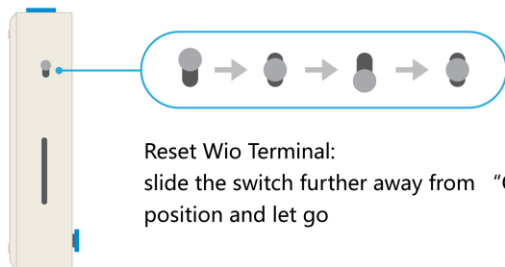 Reset Wio Terminal:
slide the switch further away from
position and let go